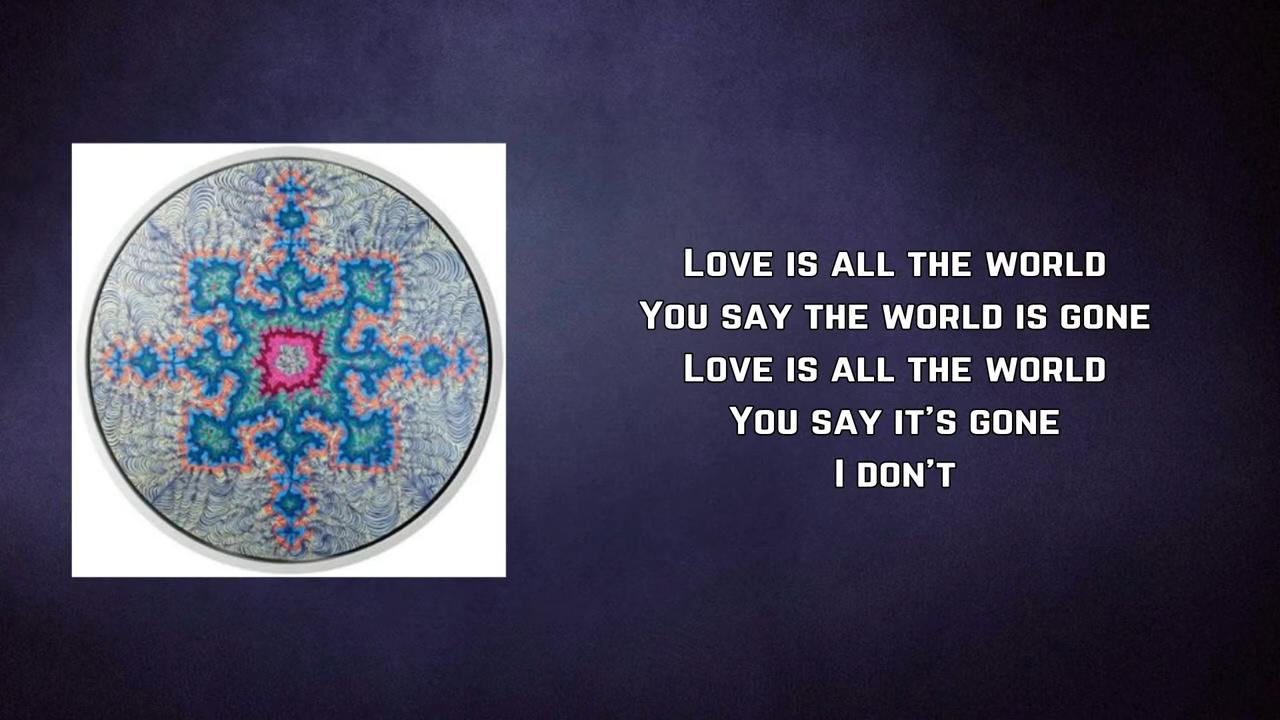 Love is all the world
You say the world is gone
Love is all the world
You say it’s gone
I don’t